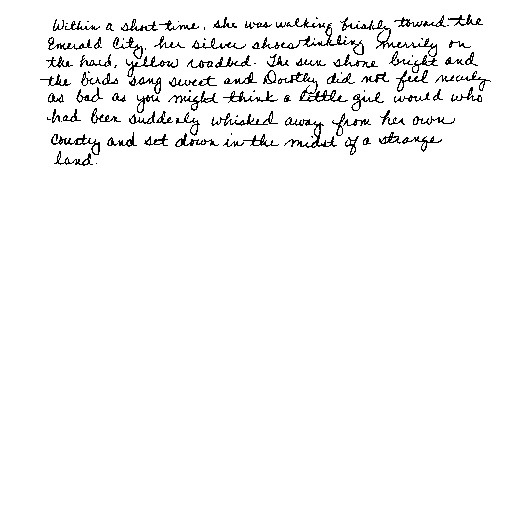 Within a short time, she was walking briskly toward the
Emerald City, her silver shoes tinkling merrily on
the hard, yellow roadbed. The sun shone bright and
the birds sang sweet and Dorothy did not feel nearly
as bad as you might think a little girl would who
had been suddenly whisked away from her own
country and set down in the midst of a strange
land.